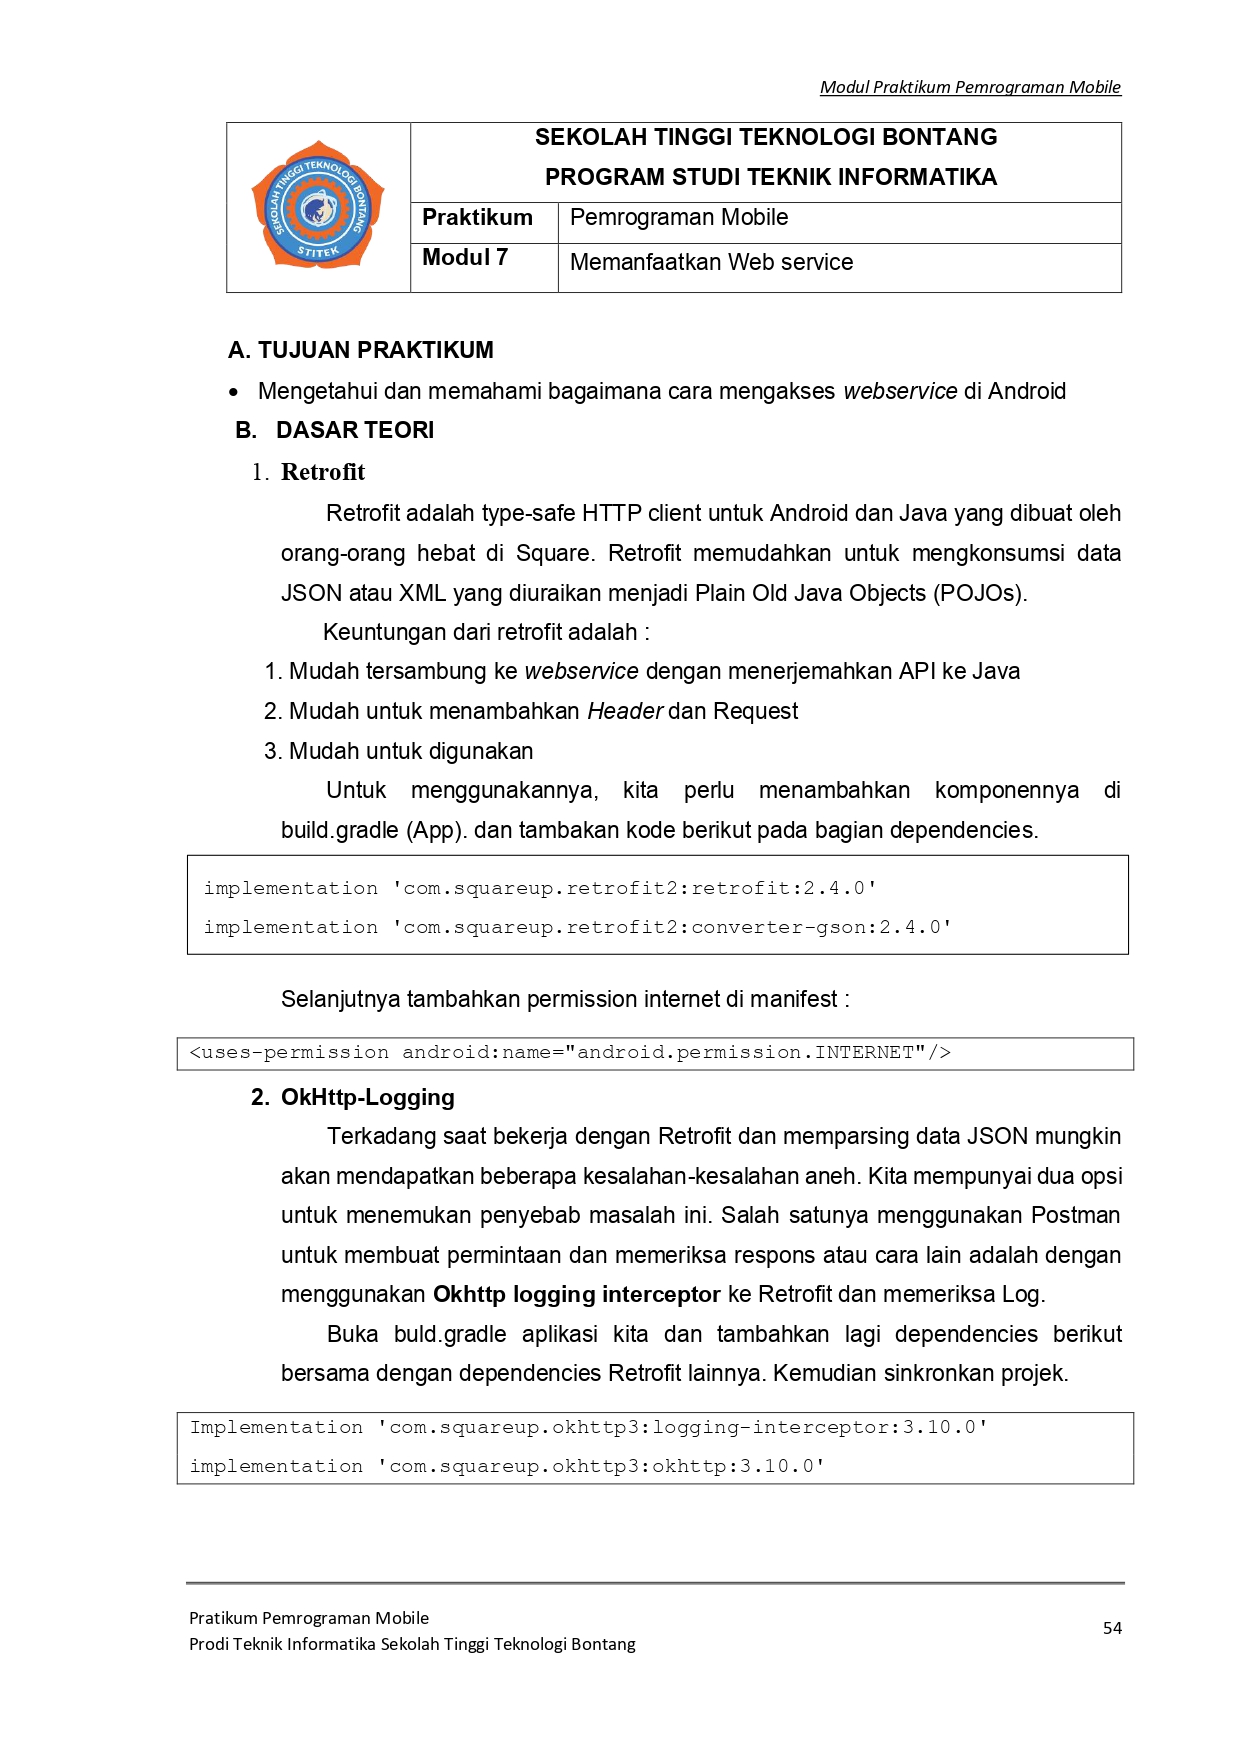 Modul Praktikum Pemrograman Mobile
SEKOLAH TINGGI TEKNOLOGI BONTANG
STITEK
SEKOLAH TINGGI TEKNOLOGI BONTANG
PROGRAM STUDI TEKNIK INFORMATIKA
Praktikum Pemrograman Mobile
Modul 7 Memanfaatkan Web service
A. TUJUAN PRAKTIKUM
• Mengetahui dan memahami bagaimana cara mengakses webservice di Android
B. DASAR TEORI
1. Retrofit
Retrofit adalah type-safe HTTP client untuk Android dan Java yang dibuat oleh
orang-orang hebat di Square. Retrofit memudahkan untuk mengkonsumsi data
JSON atau XML yang diuraikan menjadi Plain Old Java Objects (POJOs).
Keuntungan dari retrofit adalah :
1. Mudah tersambung ke webservice dengan menerjemahkan API ke Java
2. Mudah untuk menambahkan Header dan Request
3. Mudah untuk digunakan
Untuk menggunakannya, kita perlu menambahkan komponennya di
build.gradle (App). dan tambakan kode berikut pada bagian dependencies.
implementation 'com.squareup.retrofit2:retrofit:2.4.0'
implementation 'com.squareup.retrofit2:converter-gson:2.4.0'
Selanjutnya tambahkan permission internet di manifest :
<uses-permission android:name="android.permission.INTERNET"/>
2. OkHttp-Logging
Terkadang saat bekerja dengan Retrofit dan memparsing data JSON mungkin
akan mendapatkan beberapa kesalahan-kesalahan aneh. Kita mempunyai dua opsi
untuk menemukan penyebab masalah ini. Salah satunya menggunakan Postman
untuk membuat permintaan dan memeriksa respons atau cara lain adalah dengan
menggunakan Okhttp logging interceptor ke Retrofit dan memeriksa Log.
Buka buld.gradle aplikasi kita dan tambahkan lagi dependencies berikut
bersama dengan dependencies Retrofit lainnya. Kemudian sinkronkan projek.
Implementation 'com.squareup.okhttp3:logging-interceptor:3.10.0'
implementation 'com.squareup.okhttp3:okhttp:3.10.0'
Pratikum Pemrograman Mobile
Prodi Teknik Informatika Sekolah Tinggi Teknologi Bontang
54